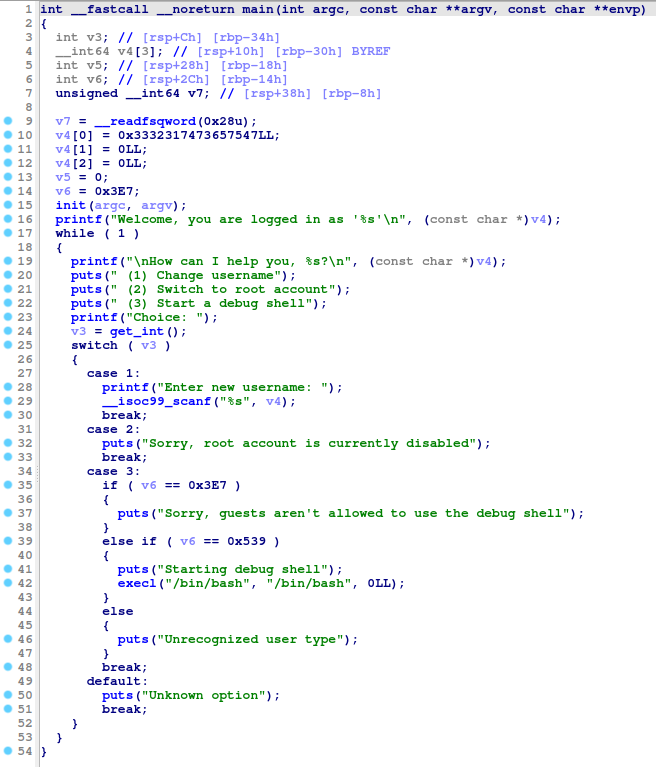 1 int __fastcall __noreturn main(int argc, const char **argv, const char **envp)
2 {
3 int v3; // [rsp+Ch] [rbp-34h]
4 __int64 v4[3]; // [rsp+10h] [rbp-30h] BYREF
5 int v5; // [rsp+28h] [rbp-18h]
6 int v6; // [rsp+2Ch] [rbp-14h]
7 unsigned __int64 v7; // [rsp+38h] [rbp-8h]
8
9 v7 = __readfsqword(0x28u);
10 v4[0] = 0x3332317473657547LL;
11 v4[1] = 0LL;
12 v4[2] = 0LL;
13 v5 = 0;
14 v6 = 0x3E7;
15 init(argc, argv);
16 printf("Welcome, you are logged in as '%s'\n", (const char *)v4);
17 while ( 1 )
18 {
19 printf("\nHow can I help you, %s?\n", (const char *)v4);
20 puts(" (1) Change username");
21 puts(" (2) Switch to root account");
22 puts(" (3) Start a debug shell");
23 printf("Choice: ");
24 v3 = get_int();
25 switch ( v3 )
26 {
27 case 1:
28 printf("Enter new username: ");
29 __isoc99_scanf("%s", v4);
30 break;
31 case 2:
32 puts("Sorry, root account is currently disabled");
33 break;
34 case 3:
35 if ( v6 == 0x3E7 )
36 {
37 puts("Sorry, guests aren't allowed to use the debug shell");
38 }
39 else if ( v6 == 0x539 )
40 {
41 puts("Starting debug shell");
42 execl("/bin/bash", "/bin/bash", 0LL);
43 }
44 else
45 {
46 puts("Unrecognized user type");
47 }
48 break;
49 default:
50 puts("Unknown option");
51 break;
52 }
53 }
54 }